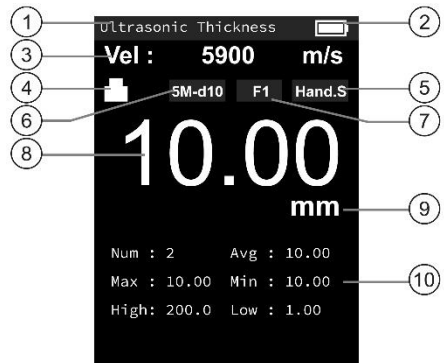 1 Ultrasonic Thickness 2
3 Vel : 5900 m/s
4 5M-d10 F1 Hand.S 5
6 7
8 10.00
mm 9
Num : 2 Avg : 10.00
Max : 10.00 Min : 10.00 10
High: 200.0 Low : 1.00